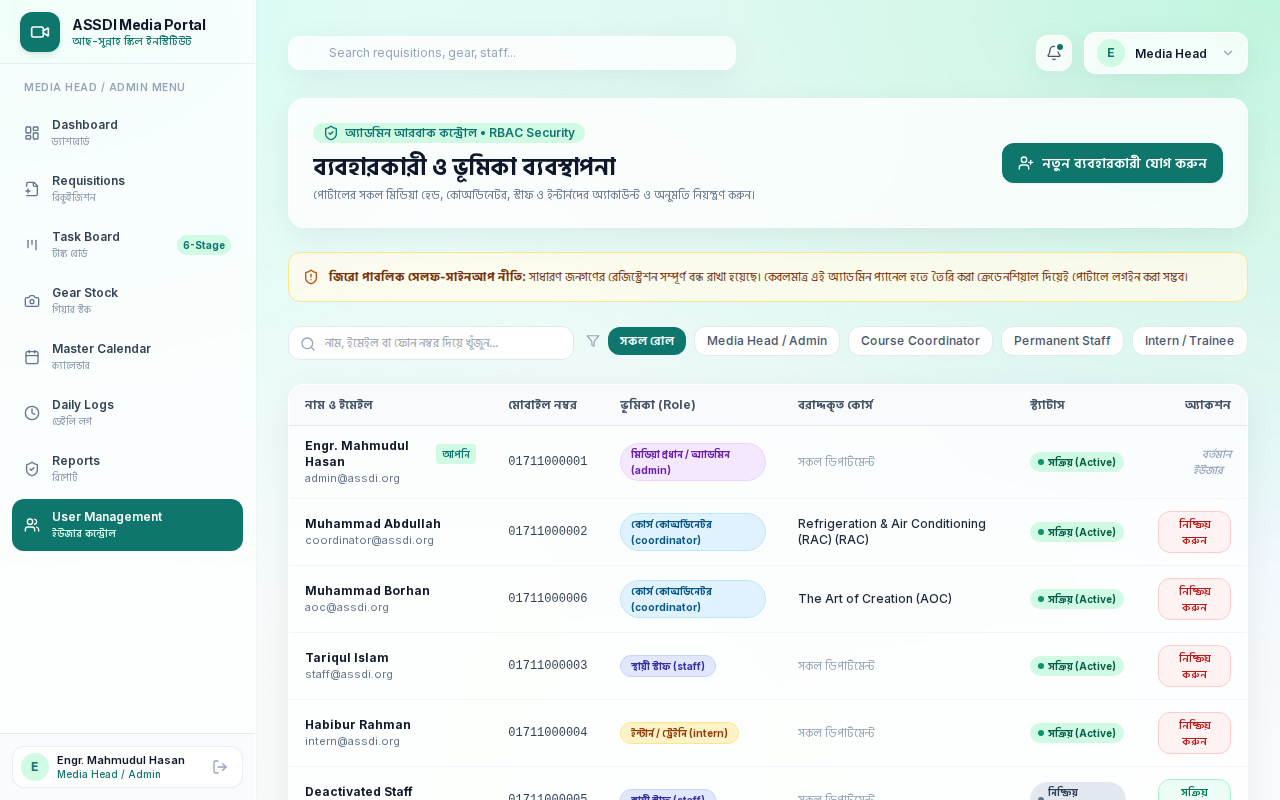 ASSDI Media Portal
আছ-সুন্নাহ স্কিল ইনস্টিটিউট
MEDIA HEAD / ADMIN MENU
Dashboard
ড্যাশবোর্ড
Requisitions
রিকুইজিশন
Task Board
টাস্ক বোর্ড
6-Stage
Gear Stock
গিয়ার স্টক
Master Calendar
ক্যালেন্ডার
Daily Logs
ডেইলি লগ
Reports
রিপোর্ট
User Management
ইউজার কন্ট্রোল
E
Engr. Mahmudul Hasan
Media Head / Admin
Search requisitions, gear, staff...
E
Media Head
অ্যাডমিন আরবাক কন্ট্রোল • RBAC Security
ব্যবহারকারী ও ভূমিকা ব্যবস্থাপনা
পোর্টালের সকল মিডিয়া হেড, কোঅর্ডিনেটর, স্টাফ ও ইন্টার্নদের অ্যাকাউন্ট ও অনুমতি নিয়ন্ত্রণ করুন।
নতুন ব্যবহারকারী যোগ করুন
জিরো পাবলিক সেলফ-সাইনআপ নীতি: সাধারণ জনগণের রেজিস্ট্রেশন সম্পূর্ণ বন্ধ রাখা হয়েছে। কেবলমাত্র এই অ্যাডমিন প্যানেল হতে তৈরি করা ক্রেডেনশিয়াল দিয়েই পোর্টালে লগইন করা সম্ভব।
নাম, ইমেইল বা ফোন নম্বর দিয়ে খুঁজুন...
সকল রোল
Media Head / Admin
Course Coordinator
Permanent Staff
Intern / Trainee
নাম ও ইমেইল
মোবাইল নম্বর
ভূমিকা (Role)
বরাদ্দকৃত কোর্স
স্ট্যাটাস
অ্যাকশন
Engr. Mahmudul
Hasan
আপনি
admin@assdi.org
01711000001
মিডিয়া প্রধান / অ্যাডমিন
(admin)
সকল ডিপার্টমেন্ট
সক্রিয় (Active)
বর্তমান
ইউজার
Muhammad Abdullah
coordinator@assdi.org
01711000002
কোর্স কোঅর্ডিনেটর
(coordinator)
Refrigeration & Air Conditioning
(RAC) (RAC)
সক্রিয় (Active)
নিষ্ক্রিয়
করুন
Muhammad Borhan
aoc@assdi.org
01711000006
কোর্স কোঅর্ডিনেটর
(coordinator)
The Art of Creation (AOC)
সক্রিয় (Active)
নিষ্ক্রিয়
করুন
Tariqul Islam
staff@assdi.org
01711000003
স্থায়ী স্টাফ (staff)
সকল ডিপার্টমেন্ট
সক্রিয় (Active)
নিষ্ক্রিয়
করুন
Habibur Rahman
intern@assdi.org
01711000004
ইন্টার্ন / ট্রেইনি (intern)
সকল ডিপার্টমেন্ট
সক্রিয় (Active)
নিষ্ক্রিয়
করুন
Deactivated Staff
01711000005
স্থায়ী স্টাফ (staff)
সকল ডিপার্টমেন্ট
নিষ্ক্রিয়
সক্রিয়